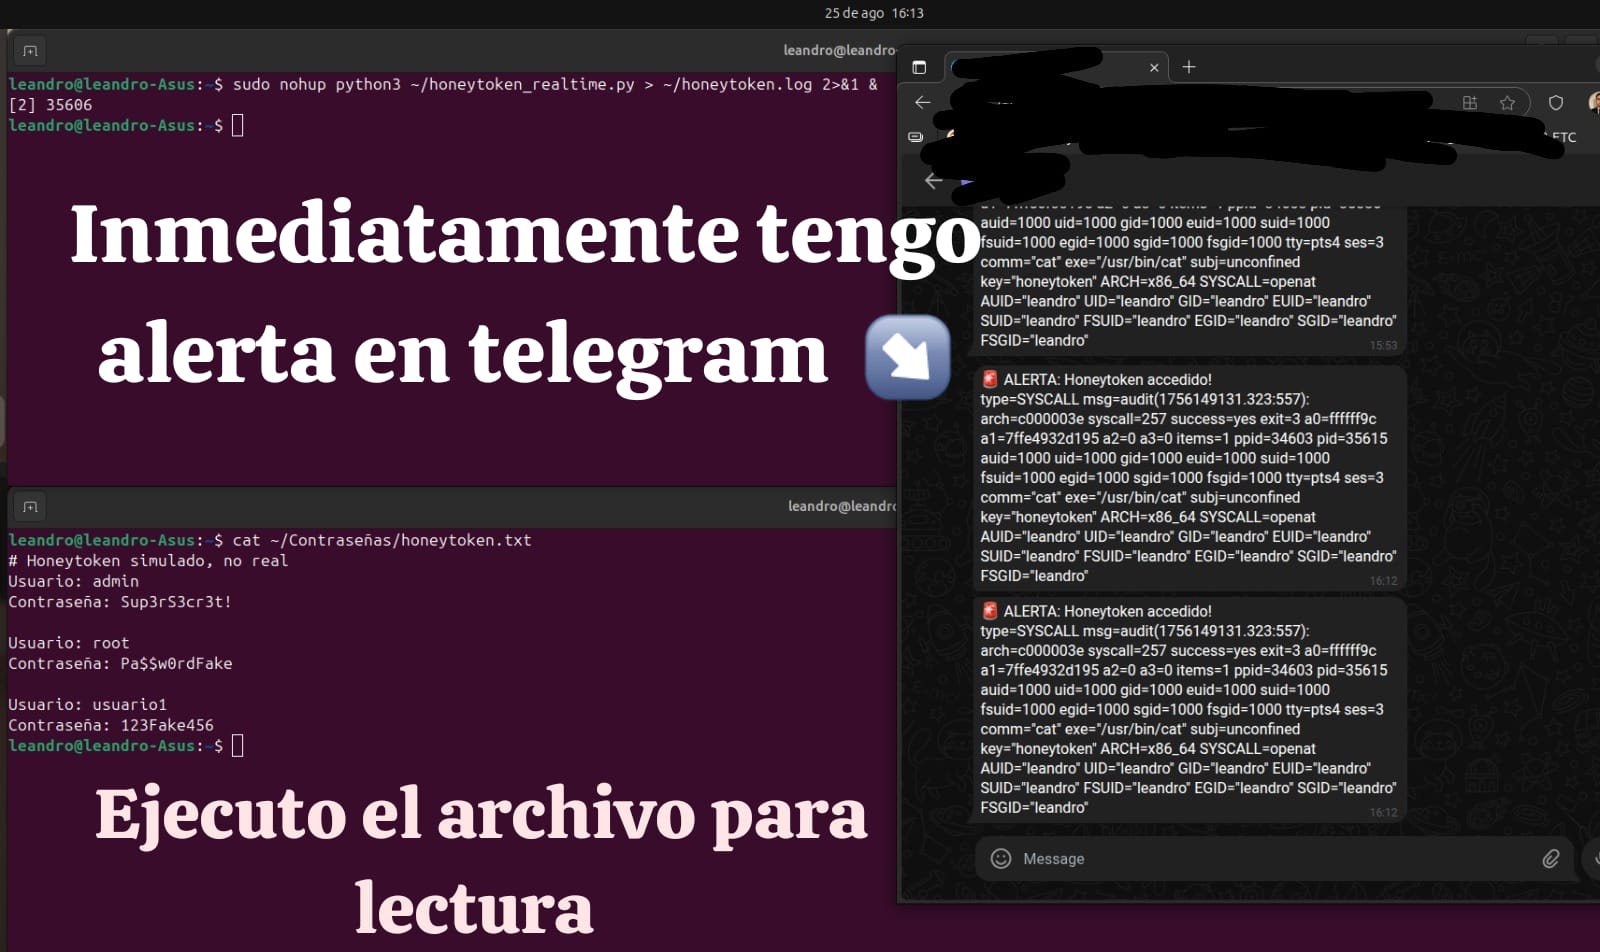 25 de ago 16:13
leandro@leandro-
leandro@leandro-Asus:~$ sudo nohup python3 ~/honeytoken_realtime.py > ~/honeytoken.log 2>&1 &
[2] 35606
leandro@leandro-Asus:~$
Inmediatamente tengo
alerta en telegram
leandro@leandro
leandro@leandro-Asus:~$ cat ~/Contraseñas/honeytoken.txt
# Honeytoken simulado, no real
Usuario: admin
Contraseña: Sup3rS3cr3t!
Usuario: root
Contraseña: Pa$$w0rdFake
Usuario: usuario1
Contraseña: 123Fake456
leandro@leandro-Asus:~$
Ejecuto el archivo para
lectura
ETC
auid=1000 uid=1000 gid=1000 euid=1000 suid=1000
fsuid=1000 egid=1000 sgid=1000 fsgid=1000 tty=pts4 ses=3
comm="cat" exe="/usr/bin/cat" subj=unconfined
key="honeytoken" ARCH=x86_64 SYSCALL=openat
AUID="leandro" UID="leandro" GID="leandro" EUID="leandro"
SUID="leandro" FSUID="leandro" EGID="leandro" SGID="leandro"
FSGID="leandro"
15:53
🚨 ALERTA: Honeytoken accedido!
type=SYSCALL msg=audit(1756149131.323:557):
arch=c000003e syscall=257 success=yes exit=3 a0=ffffff9c
a1=7ffe4932d195 a2=0 a3=0 items=1 ppid=34603 pid=35615
auid=1000 uid=1000 gid=1000 euid=1000 suid=1000
fsuid=1000 egid=1000 sgid=1000 fsgid=1000 tty=pts4 ses=3
comm="cat" exe="/usr/bin/cat" subj=unconfined
key="honeytoken" ARCH=x86_64 SYSCALL=openat
AUID="leandro" UID="leandro" GID="leandro" EUID="leandro"
SUID="leandro" FSUID="leandro" EGID="leandro" SGID="leandro"
FSGID="leandro"
16:12
🚨 ALERTA: Honeytoken accedido!
type=SYSCALL msg=audit(1756149131.323:557):
arch=c000003e syscall=257 success=yes exit=3 a0=ffffff9c
a1=7ffe4932d195 a2=0 a3=0 items=1 ppid=34603 pid=35615
auid=1000 uid=1000 gid=1000 euid=1000 suid=1000
fsuid=1000 egid=1000 sgid=1000 fsgid=1000 tty=pts4 ses=3
comm="cat" exe="/usr/bin/cat" subj=unconfined
key="honeytoken" ARCH=x86_64 SYSCALL=openat
AUID="leandro" UID="leandro" GID="leandro" EUID="leandro"
SUID="leandro" FSUID="leandro" EGID="leandro" SGID="leandro"
FSGID="leandro"
16:12
Message